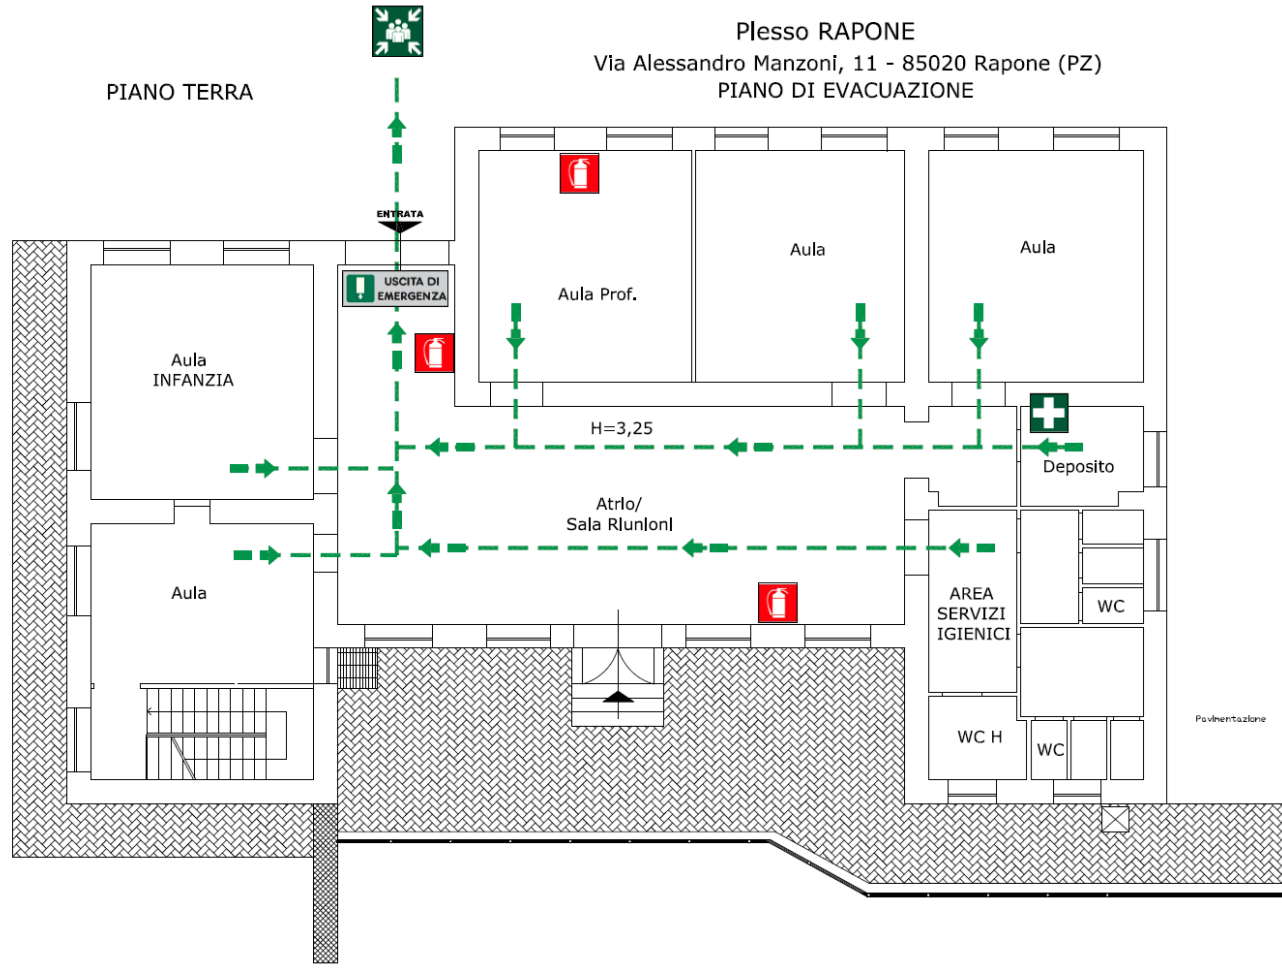 Plesso RAPONE
Via Alessandro Manzoni, 11 - 85020 Rapone (PZ)
PIANO DI EVACUAZIONE
PIANO TERRA
ENTRATA
USCITA DI
EMERGENZA
Aula Prof.
Aula
Aula
Aula
INFANZIA
H=3,25
Deposito
Atrio/
Sala Riunioni
Aula
AREA
SERVIZI
IGIENICI
WC
WC H
WC
Pavimentazione